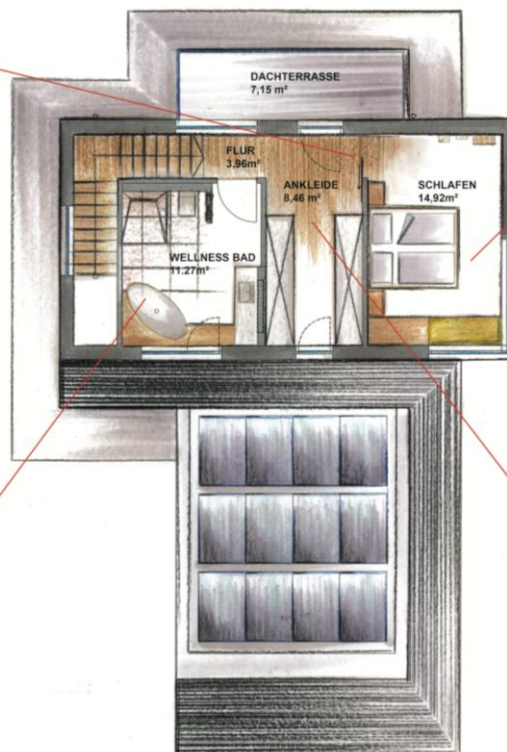 DACHTERRASSE
7,15 m²
FLUR
3,96m²
ANKLEIDE
8,46 m²
SCHLAFEN
14,92m²
WELLNESS BAD
11.27m²